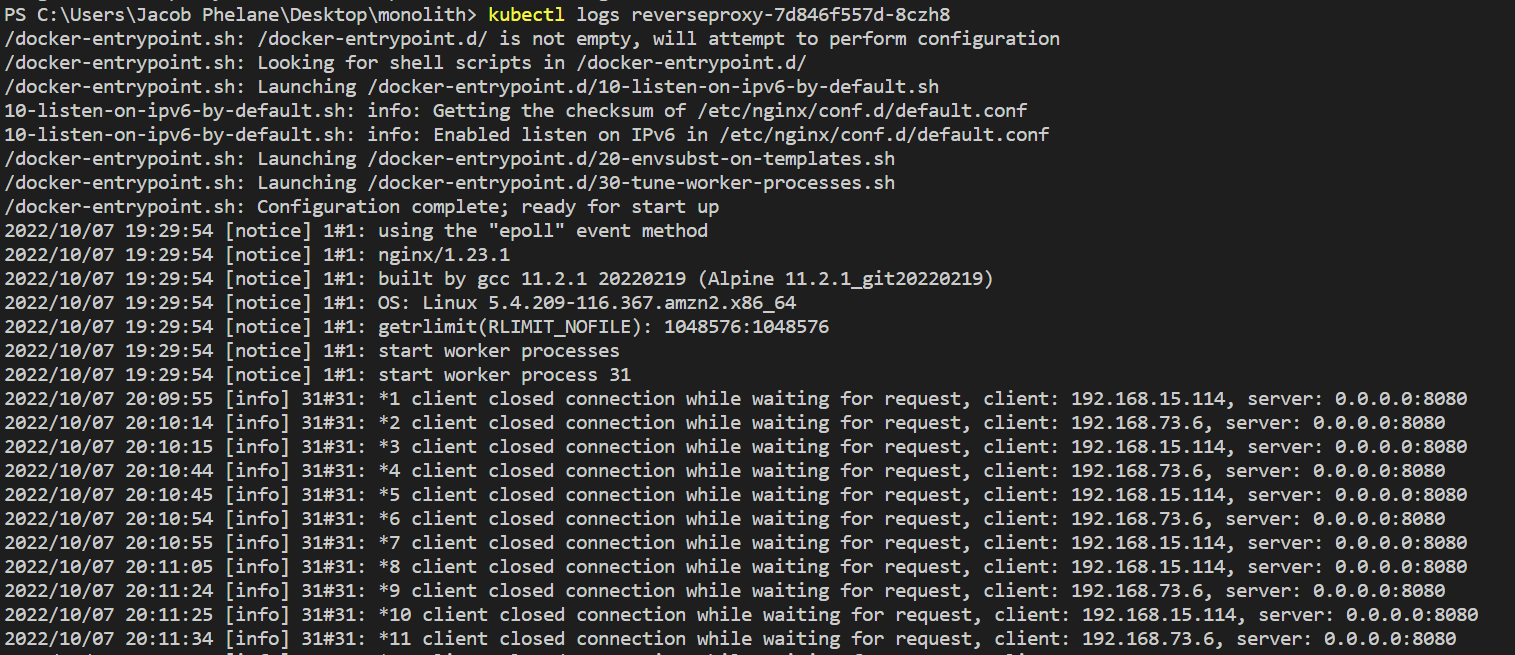 PS C:\Users\Jacob Phelane\Desktop\monolith> kubectl logs reverseproxy-7d846f557d-8czh8
/docker-entrypoint.sh: /docker-entrypoint.d/ is not empty, will attempt to perform configuration
/docker-entrypoint.sh: Looking for shell scripts in /docker-entrypoint.d/
/docker-entrypoint.sh: Launching /docker-entrypoint.d/10-listen-on-ipv6-by-default.sh
10-listen-on-ipv6-by-default.sh: info: Getting the checksum of /etc/nginx/conf.d/default.conf
10-listen-on-ipv6-by-default.sh: info: Enabled listen on IPv6 in /etc/nginx/conf.d/default.conf
/docker-entrypoint.sh: Launching /docker-entrypoint.d/20-envsubst-on-templates.sh
/docker-entrypoint.sh: Launching /docker-entrypoint.d/30-tune-worker-processes.sh
/docker-entrypoint.sh: Configuration complete; ready for start up
2022/10/07 19:29:54 [notice] 1#1: using the "epoll" event method
2022/10/07 19:29:54 [notice] 1#1: nginx/1.23.1
2022/10/07 19:29:54 [notice] 1#1: built by gcc 11.2.1 20220219 (Alpine 11.2.1_git20220219)
2022/10/07 19:29:54 [notice] 1#1: OS: Linux 5.4.209-116.367.amzn2.x86_64
2022/10/07 19:29:54 [notice] 1#1: getrlimit(RLIMIT_NOFILE): 1048576:1048576
2022/10/07 19:29:54 [notice] 1#1: start worker processes
2022/10/07 19:29:54 [notice] 1#1: start worker process 31
2022/10/07 20:09:55 [info] 31#31: *1 client closed connection while waiting for request, client: 192.168.15.114, server: 0.0.0.0:8080
2022/10/07 20:10:14 [info] 31#31: *2 client closed connection while waiting for request, client: 192.168.73.6, server: 0.0.0.0:8080
2022/10/07 20:10:15 [info] 31#31: *3 client closed connection while waiting for request, client: 192.168.15.114, server: 0.0.0.0:8080
2022/10/07 20:10:44 [info] 31#31: *4 client closed connection while waiting for request, client: 192.168.73.6, server: 0.0.0.0:8080
2022/10/07 20:10:45 [info] 31#31: *5 client closed connection while waiting for request, client: 192.168.15.114, server: 0.0.0.0:8080
2022/10/07 20:10:54 [info] 31#31: *6 client closed connection while waiting for request, client: 192.168.73.6, server: 0.0.0.0:8080
2022/10/07 20:10:55 [info] 31#31: *7 client closed connection while waiting for request, client: 192.168.15.114, server: 0.0.0.0:8080
2022/10/07 20:11:05 [info] 31#31: *8 client closed connection while waiting for request, client: 192.168.15.114, server: 0.0.0.0:8080
2022/10/07 20:11:24 [info] 31#31: *9 client closed connection while waiting for request, client: 192.168.73.6, server: 0.0.0.0:8080
2022/10/07 20:11:25 [info] 31#31: *10 client closed connection while waiting for request, client: 192.168.15.114, server: 0.0.0.0:8080
2022/10/07 20:11:34 [info] 31#31: *11 client closed connection while waiting for request, client: 192.168.73.6, server: 0.0.0.0:8080